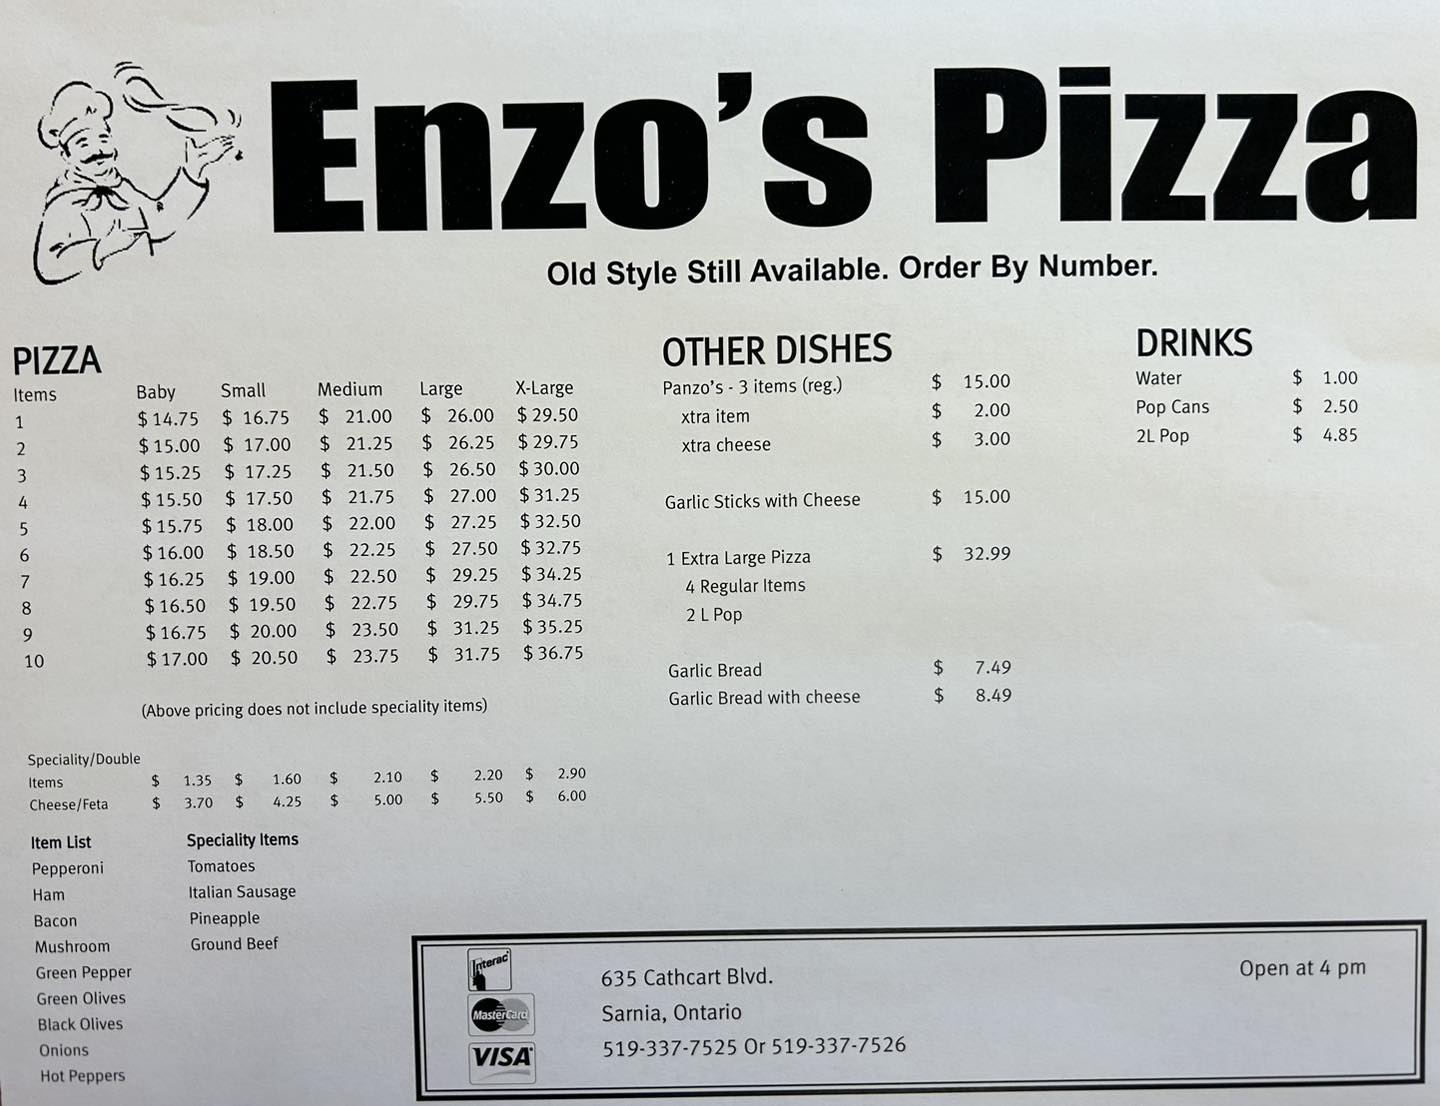 Enzo's Pizza
Old Style Still Available. Order By Number.
PIZZA
Items Baby Small Medium Large X-Large
1 $ 14.75 $ 16.75 $ 21.00 $ 26.00 $ 29.50
2 $ 15.00 $ 17.00 $ 21.25 $ 26.25 $ 29.75
3 $ 15.25 $ 17.25 $ 21.50 $ 26.50 $ 30.00
4 $ 15.50 $ 17.50 $ 21.75 $ 27.00 $ 31.25
5 $ 15.75 $ 18.00 $ 22.00 $ 27.25 $ 32.50
6 $ 16.00 $ 18.50 $ 22.25 $ 27.50 $ 32.75
7 $ 16.25 $ 19.00 $ 22.50 $ 29.25 $ 34.25
8 $ 16.50 $ 19.50 $ 22.75 $ 29.75 $ 34.75
9 $ 16.75 $ 20.00 $ 23.50 $ 31.25 $ 35.25
10 $ 17.00 $ 20.50 $ 23.75 $ 31.75 $ 36.75
(Above pricing does not include speciality items)
Speciality/Double
Items $ 1.35 $ 1.60 $ 2.10 $ 2.20 $ 2.90
Cheese/Feta $ 3.70 $ 4.25 $ 5.00 $ 5.50 $ 6.00
Item List
Pepperoni
Ham
Bacon
Mushroom
Green Pepper
Green Olives
Black Olives
Onions
Hot Peppers
Speciality Items
Tomatoes
Italian Sausage
Pineapple
Ground Beef
OTHER DISHES
Panzo's - 3 items (reg.) $ 15.00
xtra item $ 2.00
xtra cheese $ 3.00
Garlic Sticks with Cheese $ 15.00
1 Extra Large Pizza $ 32.99
4 Regular Items
2 L Pop
Garlic Bread $ 7.49
Garlic Bread with cheese $ 8.49
DRINKS
Water $ 1.00
Pop Cans $ 2.50
2L Pop $ 4.85
Interac
MasterCard
VISA
635 Cathcart Blvd.
Sarnia, Ontario
519-337-7525 Or 519-337-7526
Open at 4 pm